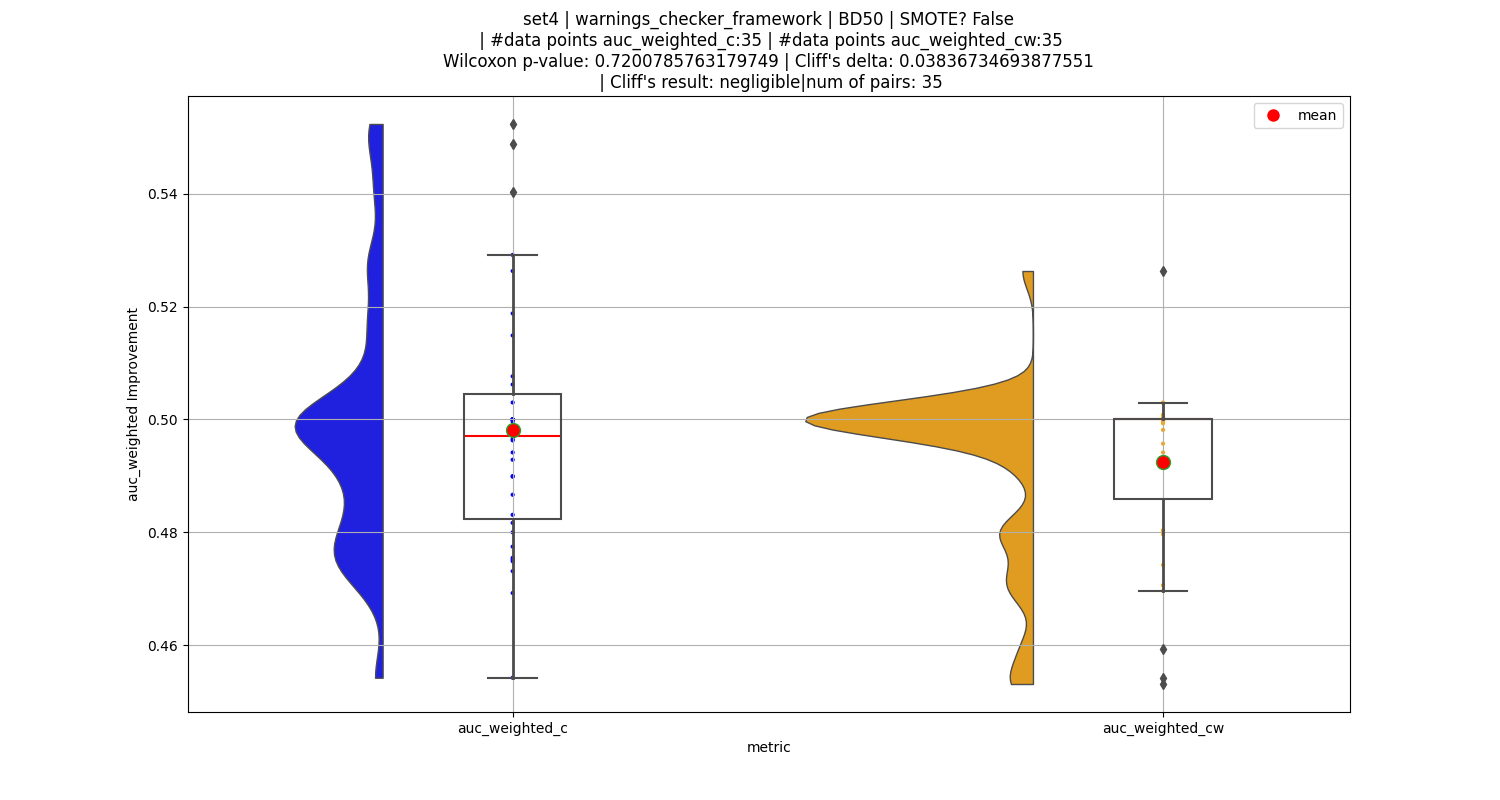 set4 | warnings_checker_framework | BD50 | SMOTE? False
| #data points auc_weighted_c:35 | #data points auc_weighted_cw:35
Wilcoxon p-value: 0.7200785763179749 | Cliff's delta: 0.03836734693877551
| Cliff's result: negligible|num of pairs: 35
mean
0.54
0.52
0.50
0.48
0.46
auc_weighted Improvement
auc_weighted_c
auc_weighted_cw
metric